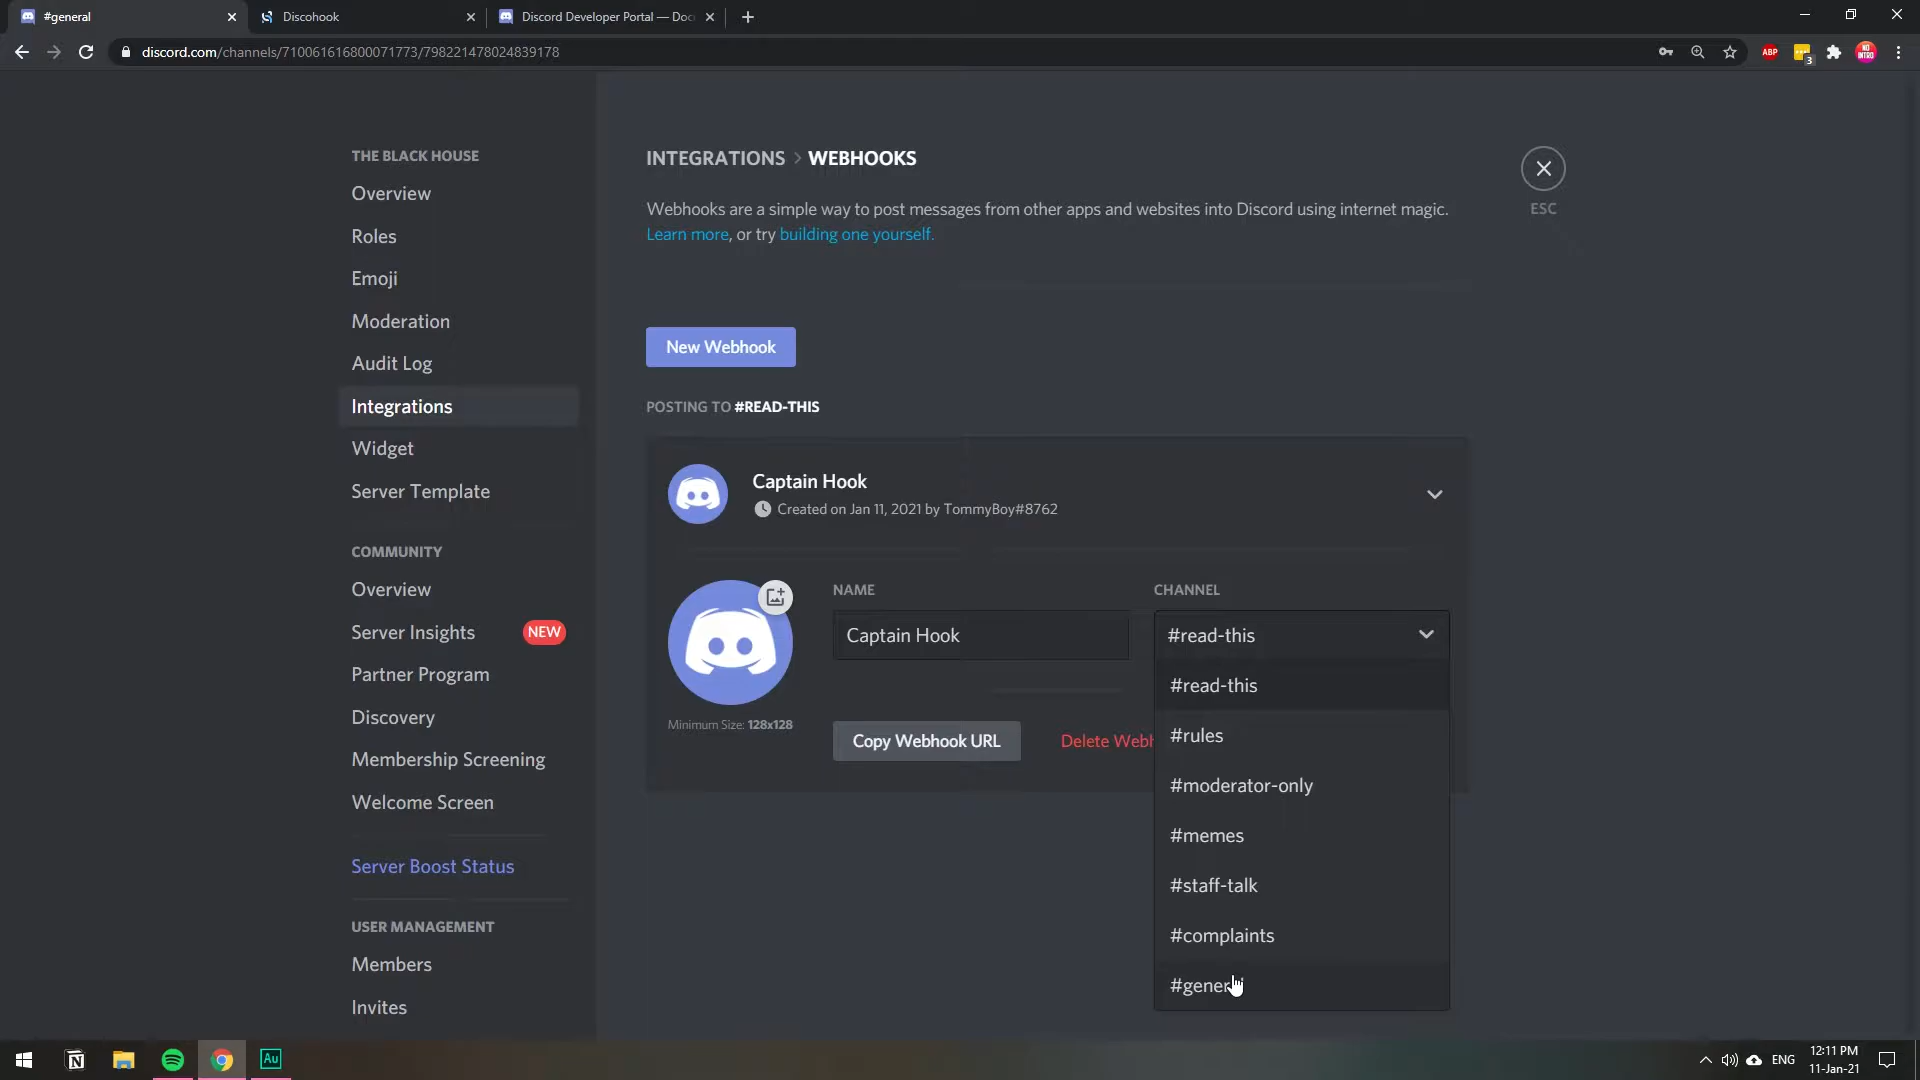 #general
Discohook
Discord Developer Portal — Doc
discord.com/channels/710061616800071773/798221478024839178
ABP
3
NO INTRO
THE BLACK HOUSE
Overview
Roles
Emoji
Moderation
Audit Log
Integrations
Widget
Server Template
COMMUNITY
Overview
Server Insights NEW
Partner Program
Discovery
Membership Screening
Welcome Screen
Server Boost Status
USER MANAGEMENT
Members
Invites
INTEGRATIONS > WEBHOOKS
Webhooks are a simple way to post messages from other apps and websites into Discord using internet magic.
Learn more, or try building one yourself.
ESC
New Webhook
POSTING TO #READ-THIS
Captain Hook
Created on Jan 11, 2021 by TommyBoy#8762
Minimum Size: 128x128
NAME
Captain Hook
Copy Webhook URL
Delete Webh
CHANNEL
#read-this
#read-this
#rules
#moderator-only
#memes
#staff-talk
#complaints
#gener
Au
ENG
12:11 PM
11-Jan-21